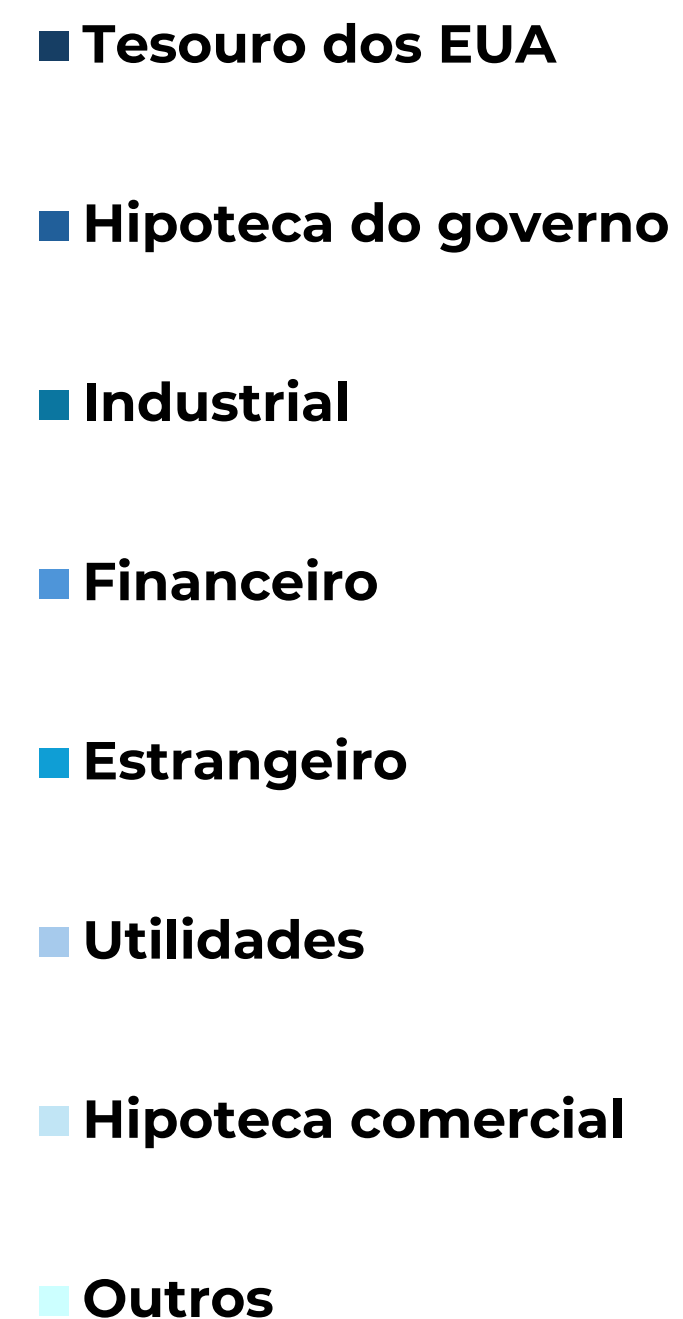 Tesouro dos EUA
Hipoteca do governo
Industrial
Financeiro
Estrangeiro
Utilidades
Hipoteca comercial
Outros